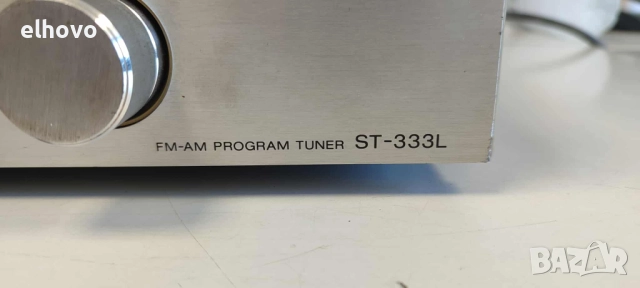 elhovo
FM-AM PROGRAM TUNER ST-333L
BAZAR